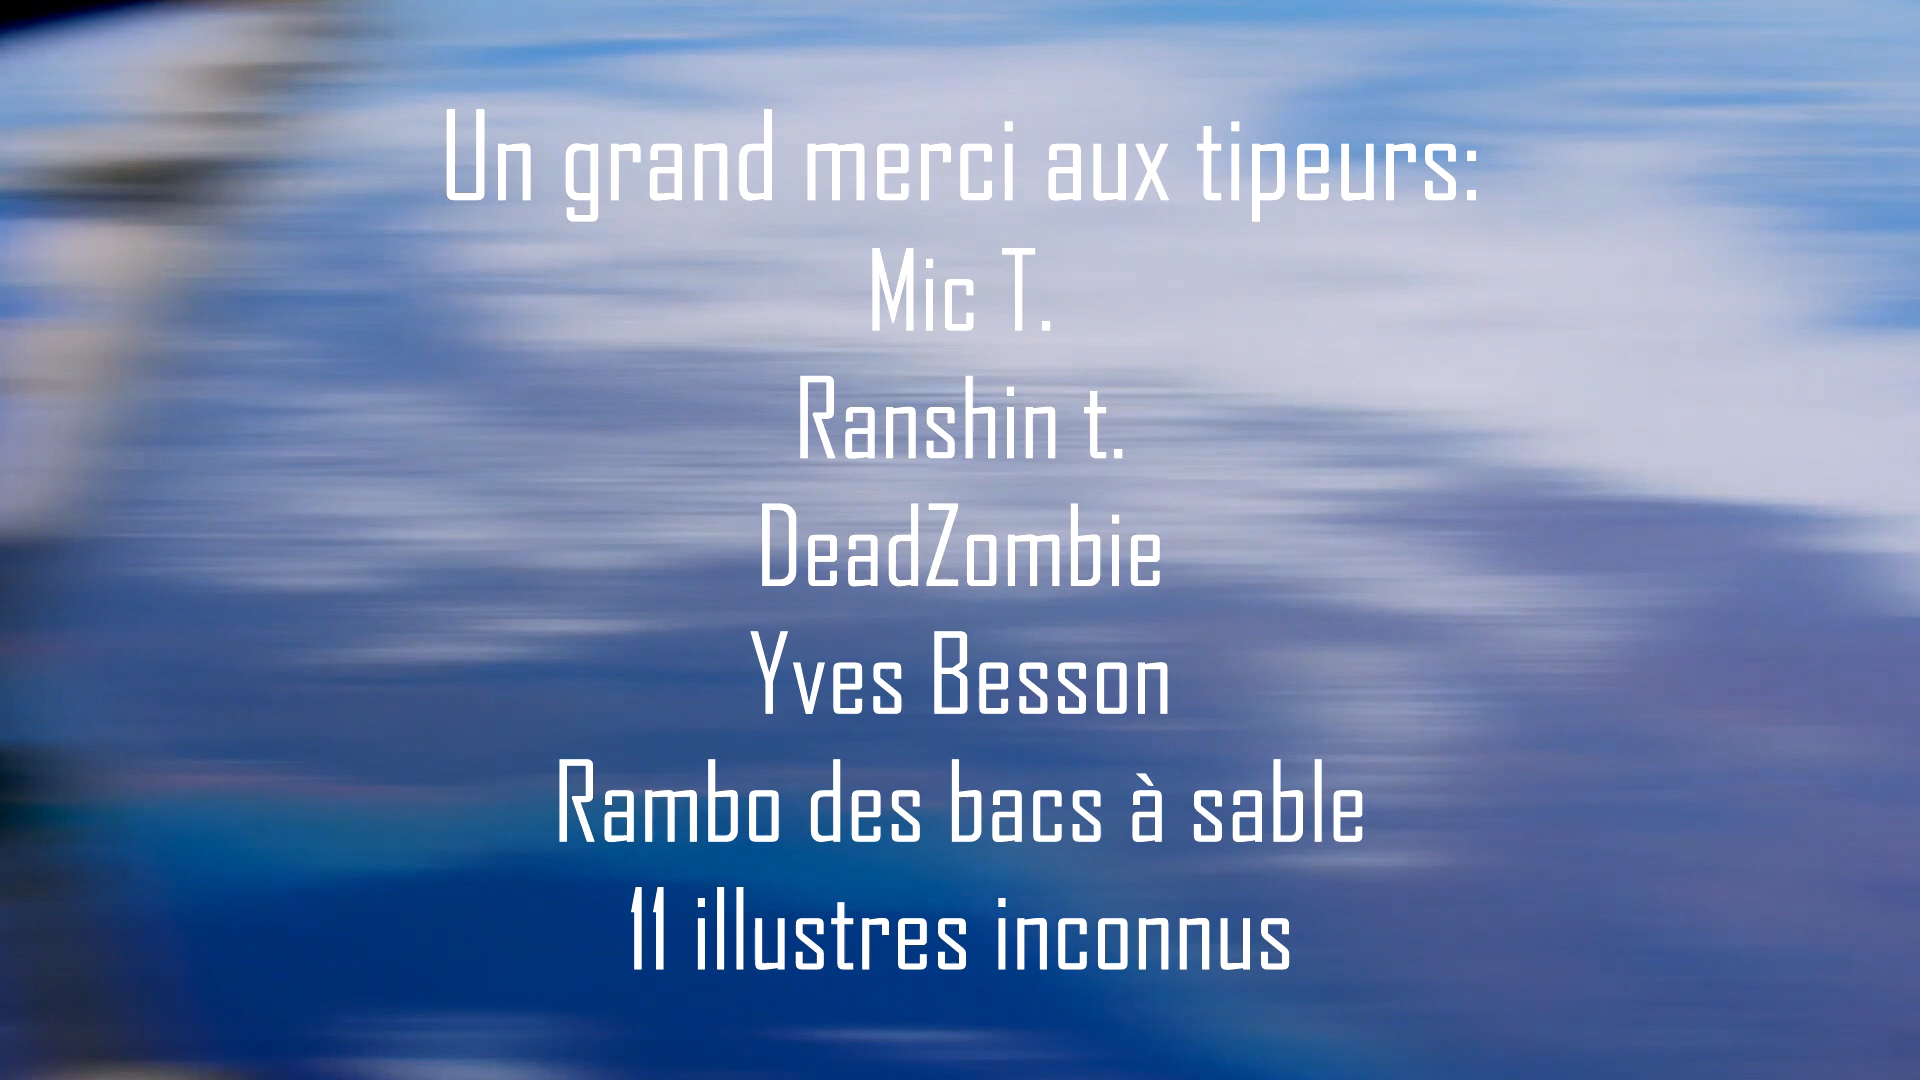 Un grand merci aux tipeurs:
Mic T.
Ranshin t.
DeadZombie
Yves Besson
Rambo des bacs à sable
11 illustres inconnus